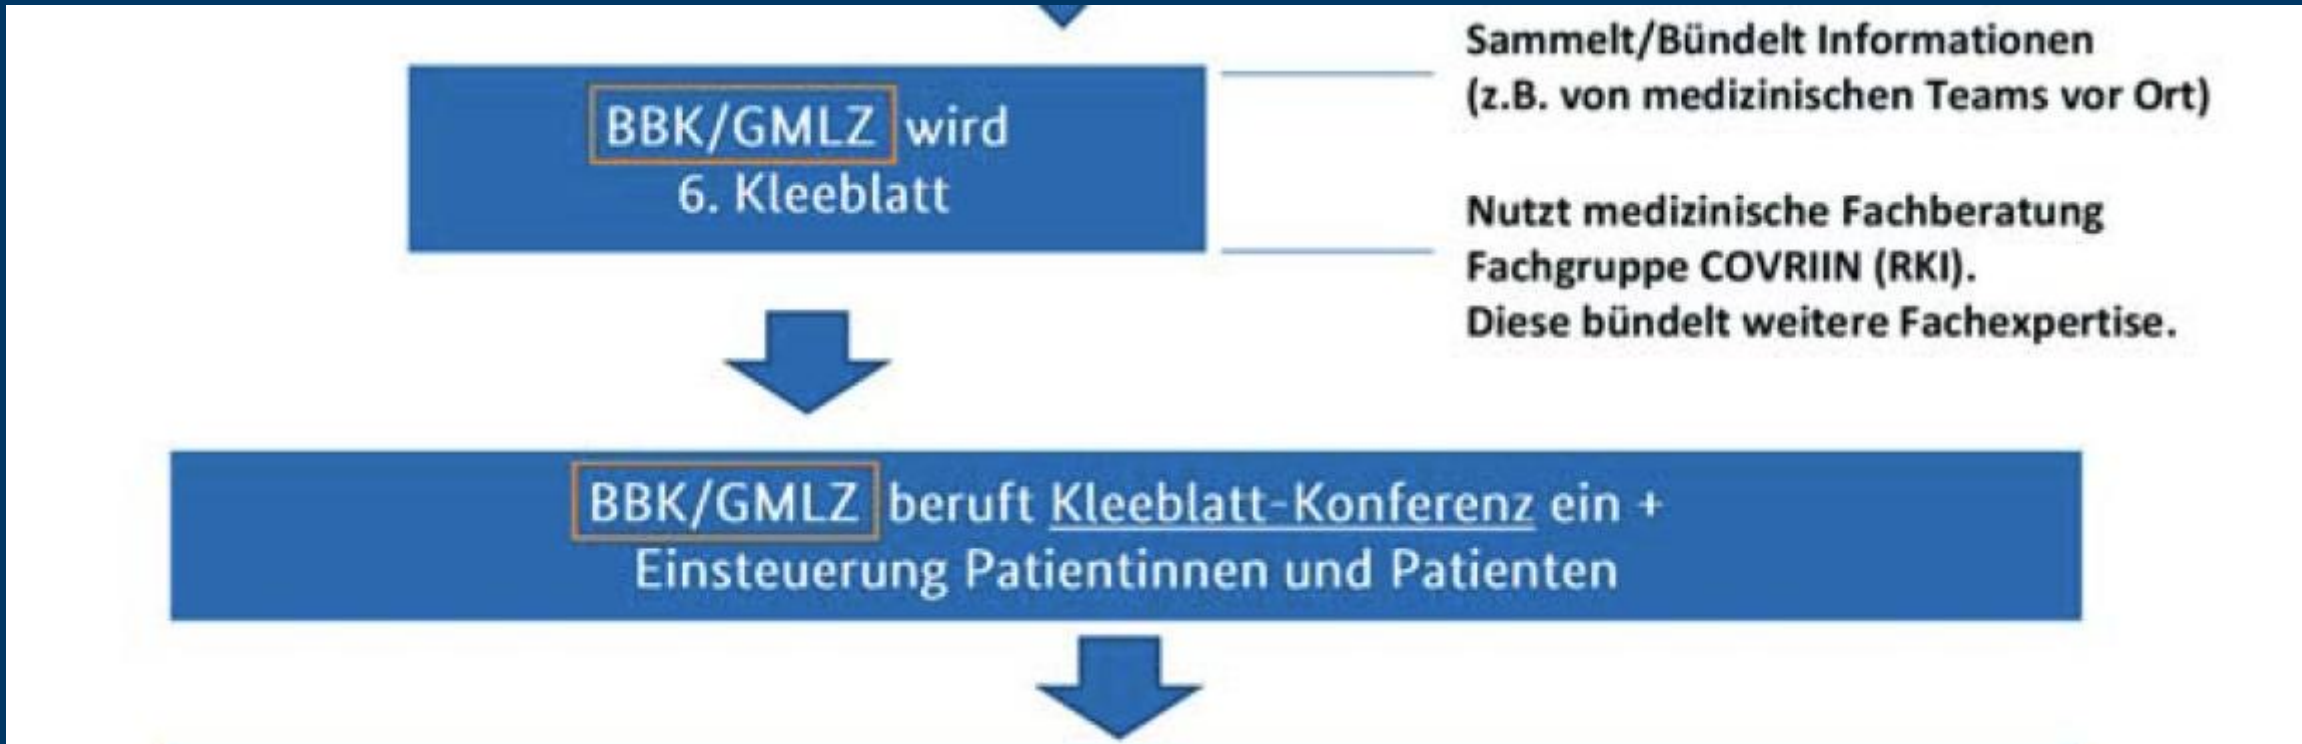 Sammelt/Bündelt Informationen
(z.B. von medizinischen Teams vor Ort)
BBK/GMLZ wird
6. Kleeblatt
Nutzt medizinische Fachberatung
Fachgruppe COVRIIN (RKI).
Diese bündelt weitere Fachexpertise.
BBK/GMLZ beruft Kleeblatt-Konferenz ein +
Einsteuerung Patientinnen und Patienten